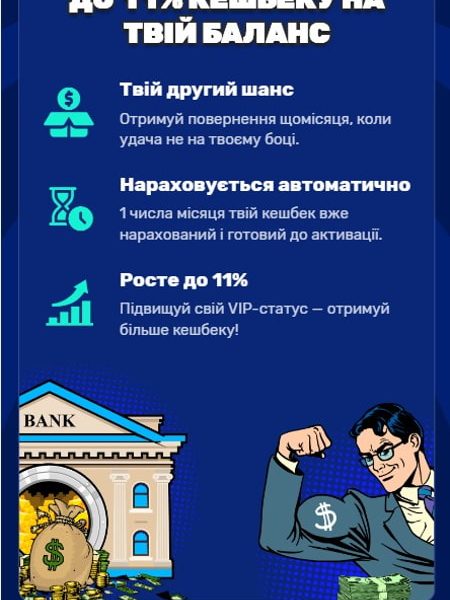 ДО 11% КЕШБЕКУ НА
ТВІЙ БАЛАНС
Твій другий шанс
Отримуй повернення щомісяця, коли
удача не на твоєму боці.
Нараховується автоматично
1 числа місяця твій кешбек вже
нарахований і готовий до активації.
Росте до 11%
Підвищуй свій VIP-статус — отримуй
більше кешбеку!
BANK
$
$
$